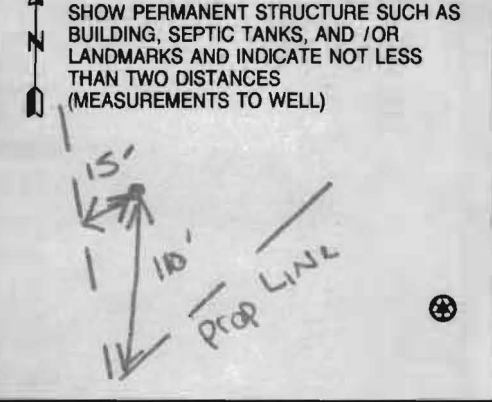 SHOW PERMANENT STRUCTURE SUCH AS
N BUILDING, SEPTIC TANKS, AND /OR
LANDMARKS AND INDICATE NOT LESS
THAN TWO DISTANCES
(MEASUREMENTS TO WELL)
15'
110'
PROP LINE